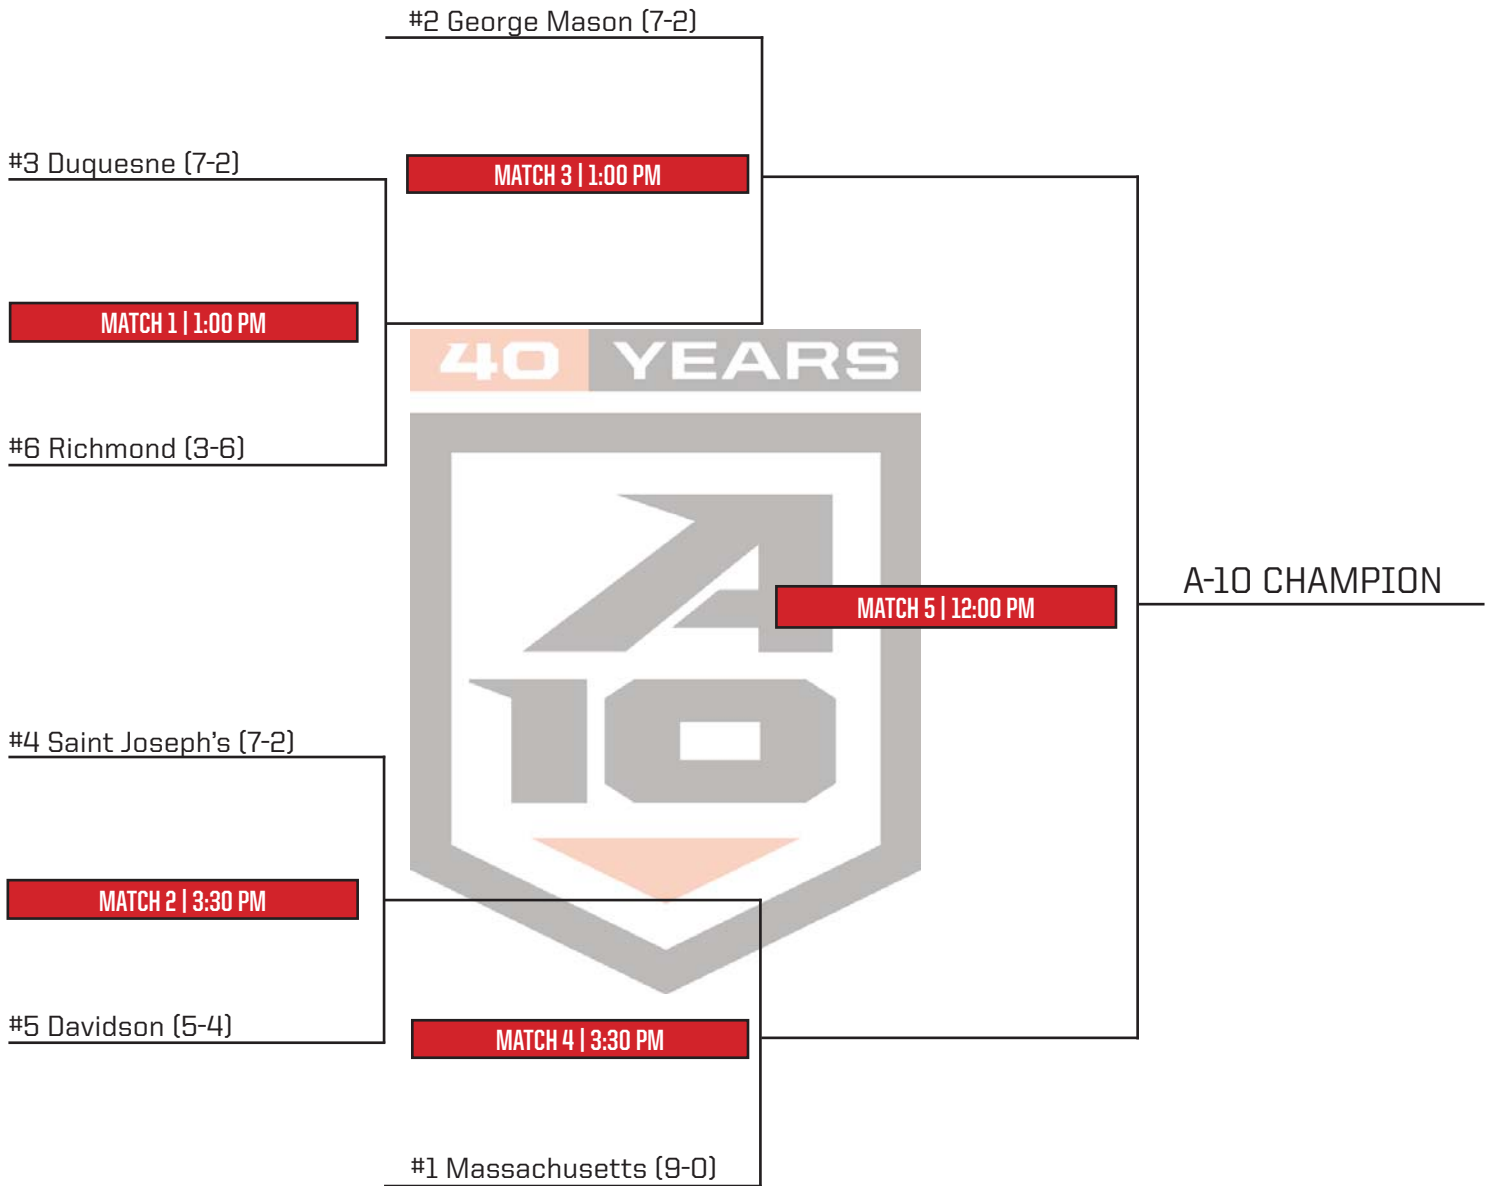 #2 George Mason (7-2)
#3 Duquesne (7-2)
MATCH 3 | 1:00 PM
MATCH 1 | 1:00 PM
40 YEARS
#6 Richmond (3-6)
A
10
A-10 CHAMPION
MATCH 5 | 12:00 PM
#4 Saint Joseph's (7-2)
MATCH 2 | 3:30 PM
#5 Davidson (5-4)
MATCH 4 | 3:30 PM
#1 Massachusetts (9-0)